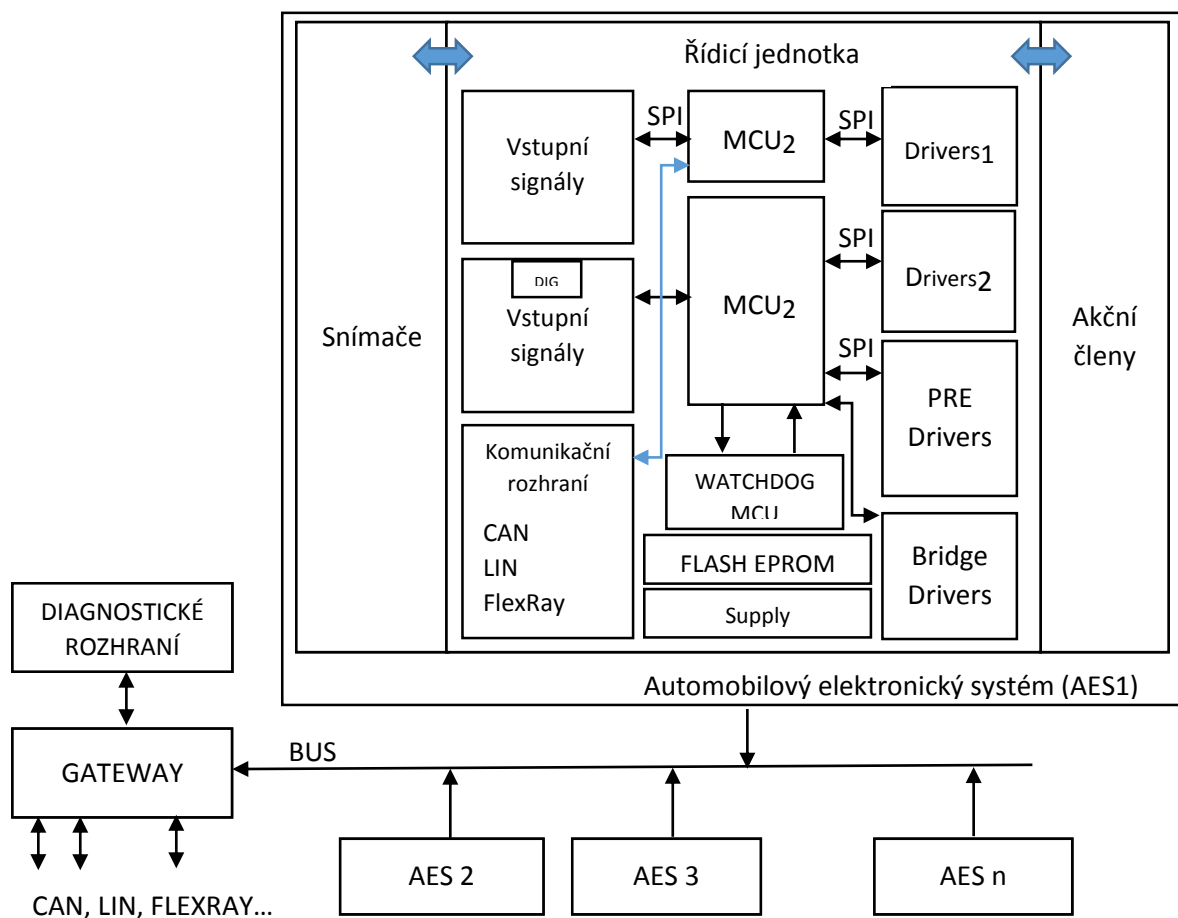 Řídicí jednotka
Snímače
Vstupní
signály
SPI
MCU2
SPI
Drivers1
DIG
Vstupní
signály
MCU2
SPI
Drivers2
SPI
PRE
Drivers
Akční
členy
Komunikační
rozhraní
CAN
LIN
FlexRay
WATCHDOG
MCU
FLASH EPROM
Supply
Bridge
Drivers
Automobilový elektronický systém (AES1)
DIAGNOSTICKÉ
ROZHRANÍ
GATEWAY
BUS
AES 2
AES 3
AES n
CAN, LIN, FLEXRAY...